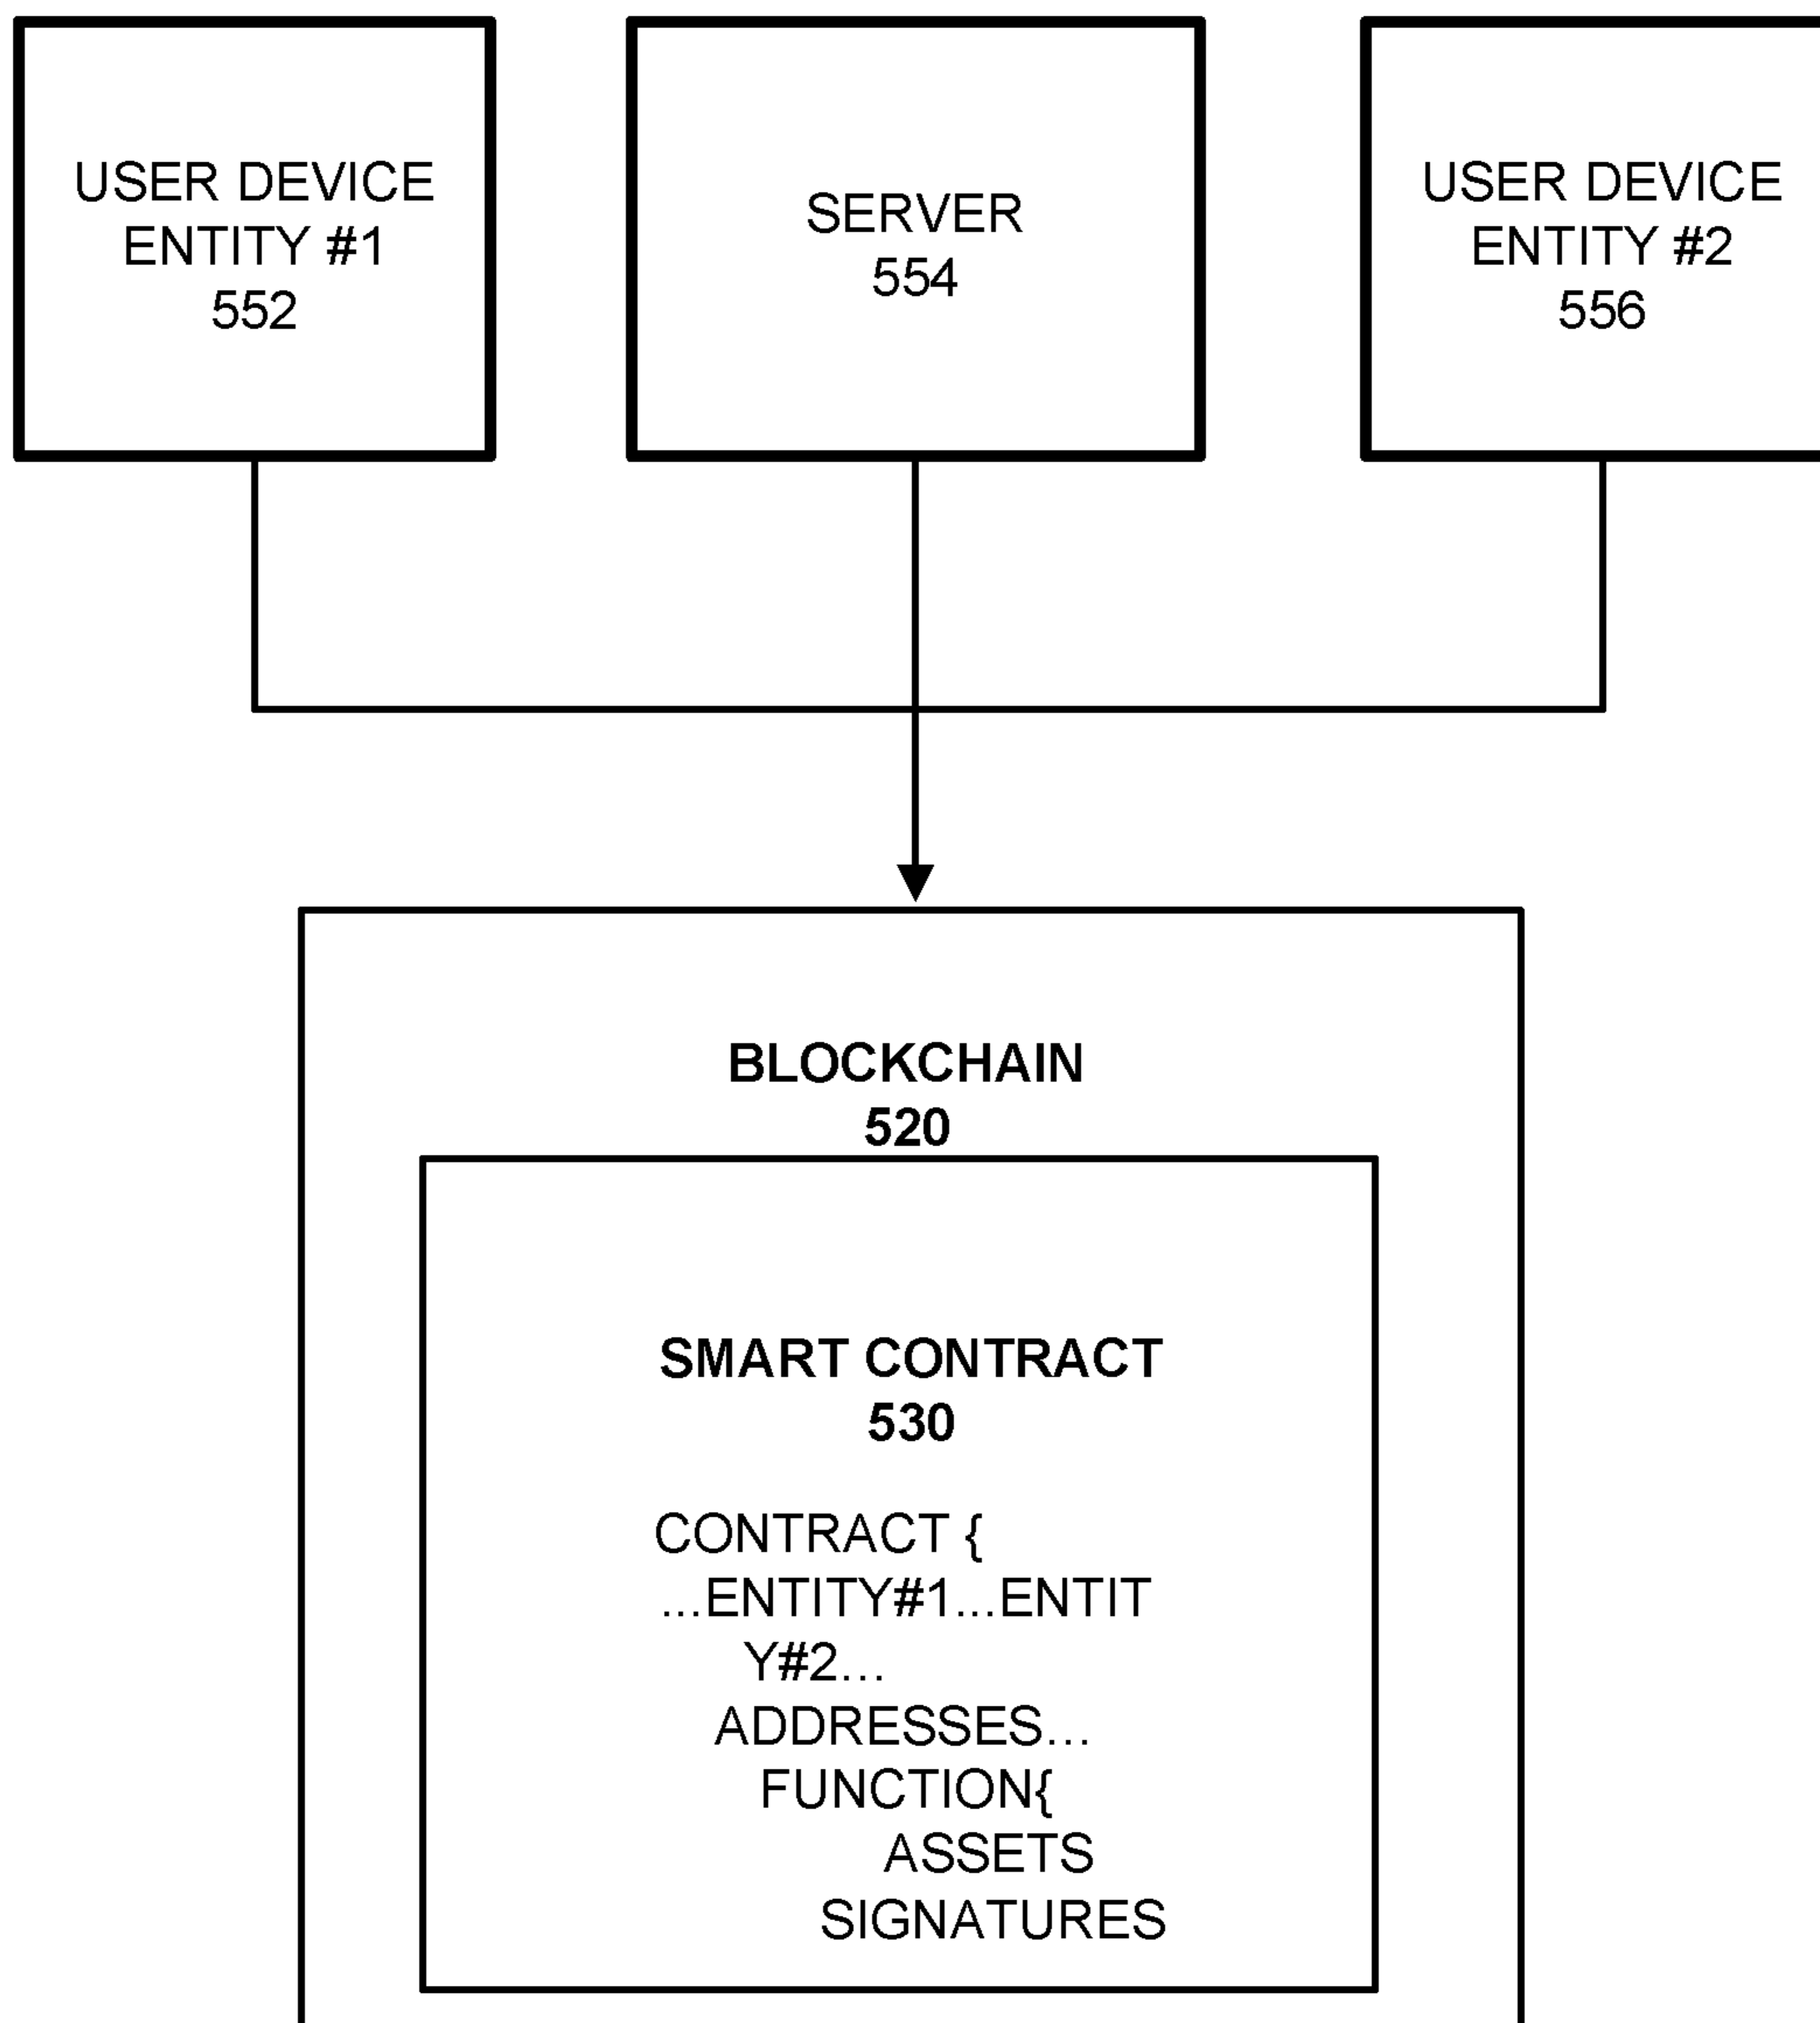 USER DEVICE
ENTITY #1
552
SERVER
554
USER DEVICE
ENTITY #2
556
BLOCKCHAIN
520
SMART CONTRACT
530
CONTRACT {
...ENTITY#1...ENTIT
Y#2...
ADDRESSES...
FUNCTION{
ASSETS
SIGNATURES